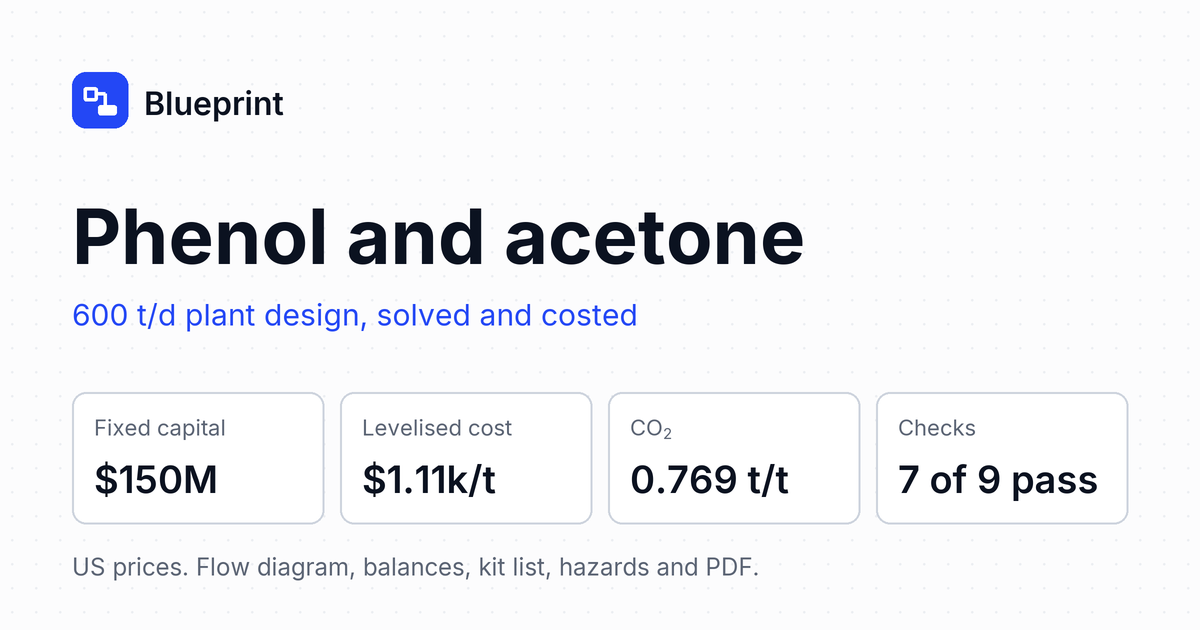 Blueprint
Phenol and acetone
600 t/d plant design, solved and costed
Fixed capital
$150M
Levelised cost
$1.11k/t
CO₂
0.769 t/t
Checks
7 of 9 pass
US prices. Flow diagram, balances, kit list, hazards and PDF.